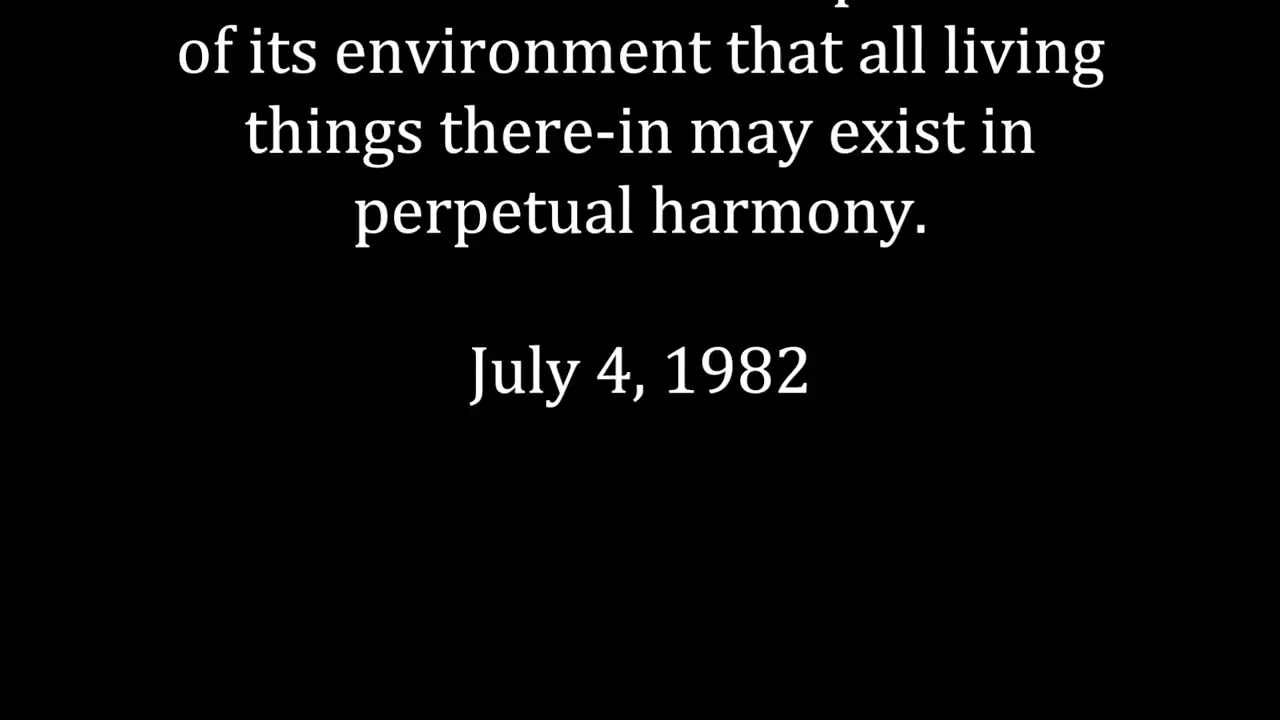 of its environment that all living
things there-in may exist in
perpetual harmony.
July 4, 1982